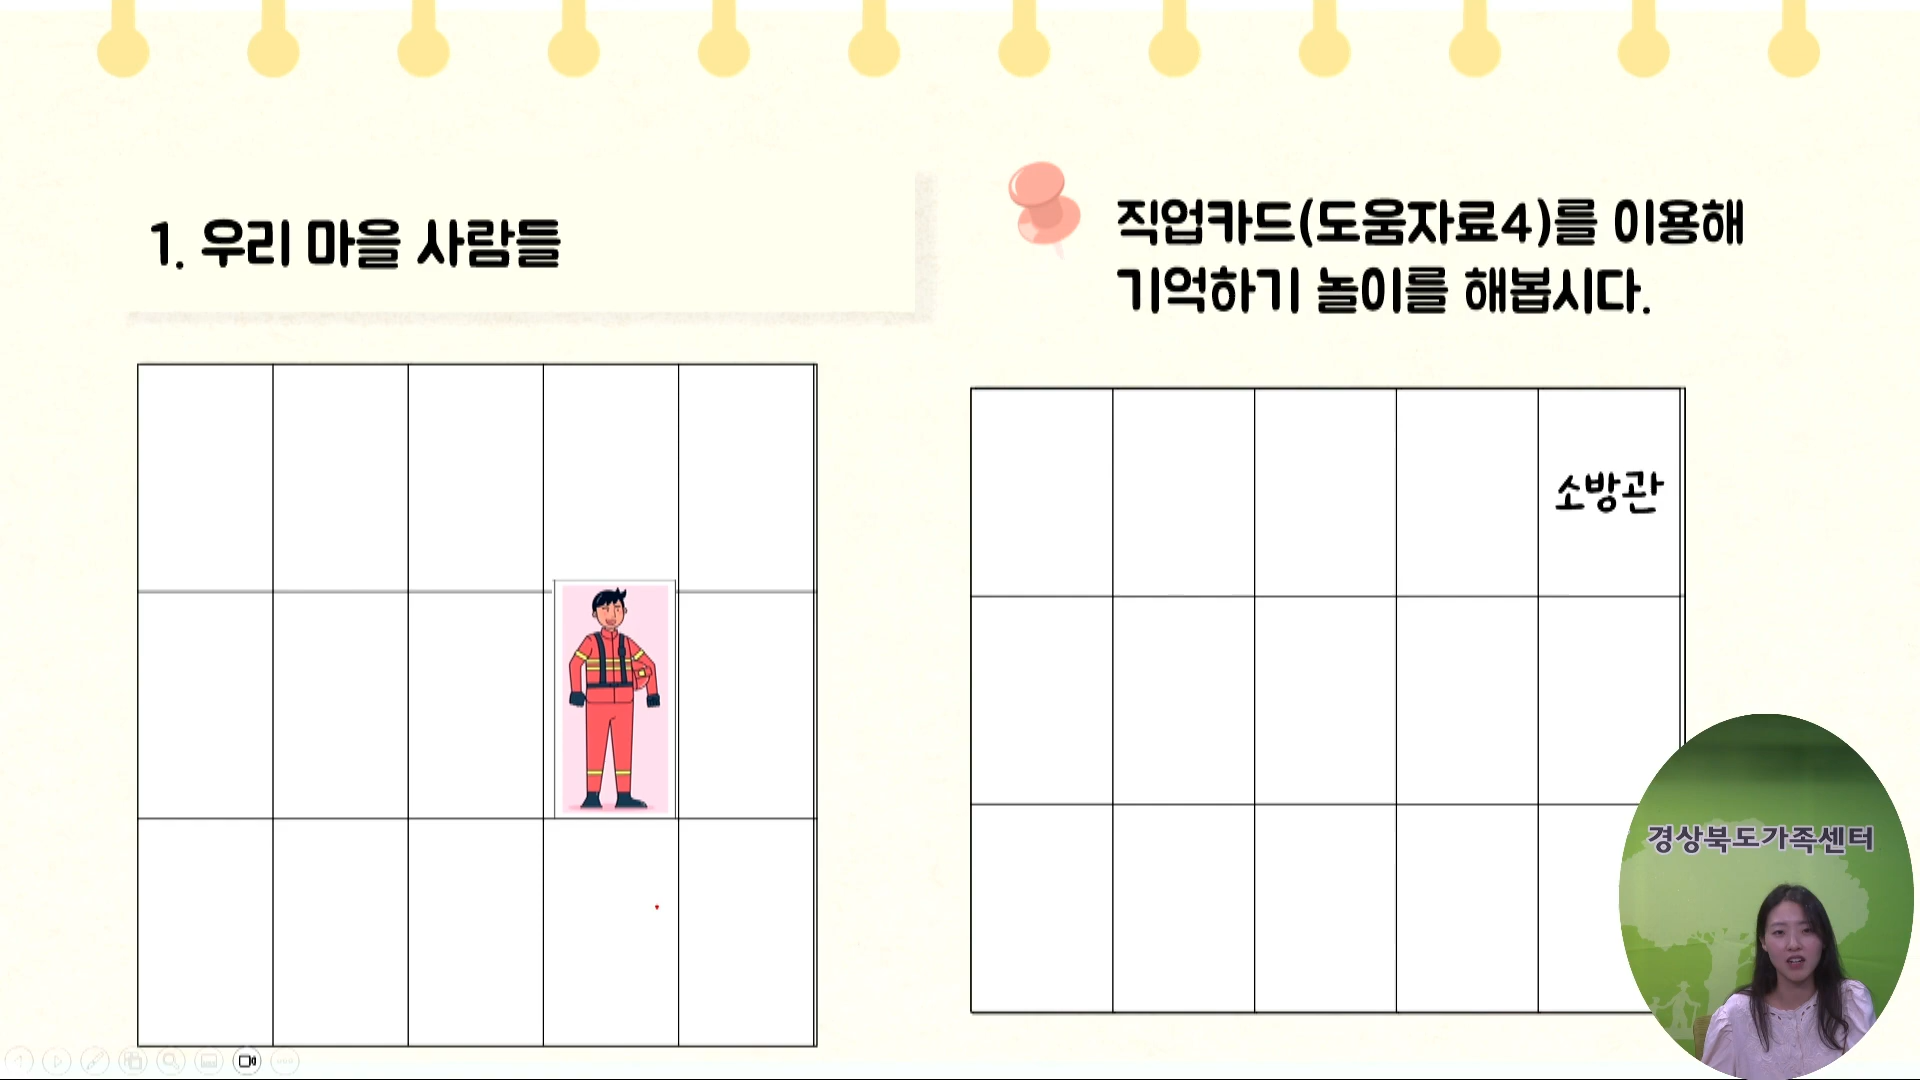 1. 우리 마을 사람들
직업카드(도움자료4)를 이용해
기억하기 놀이를 해봅시다.
소방관
경상북도가족센터